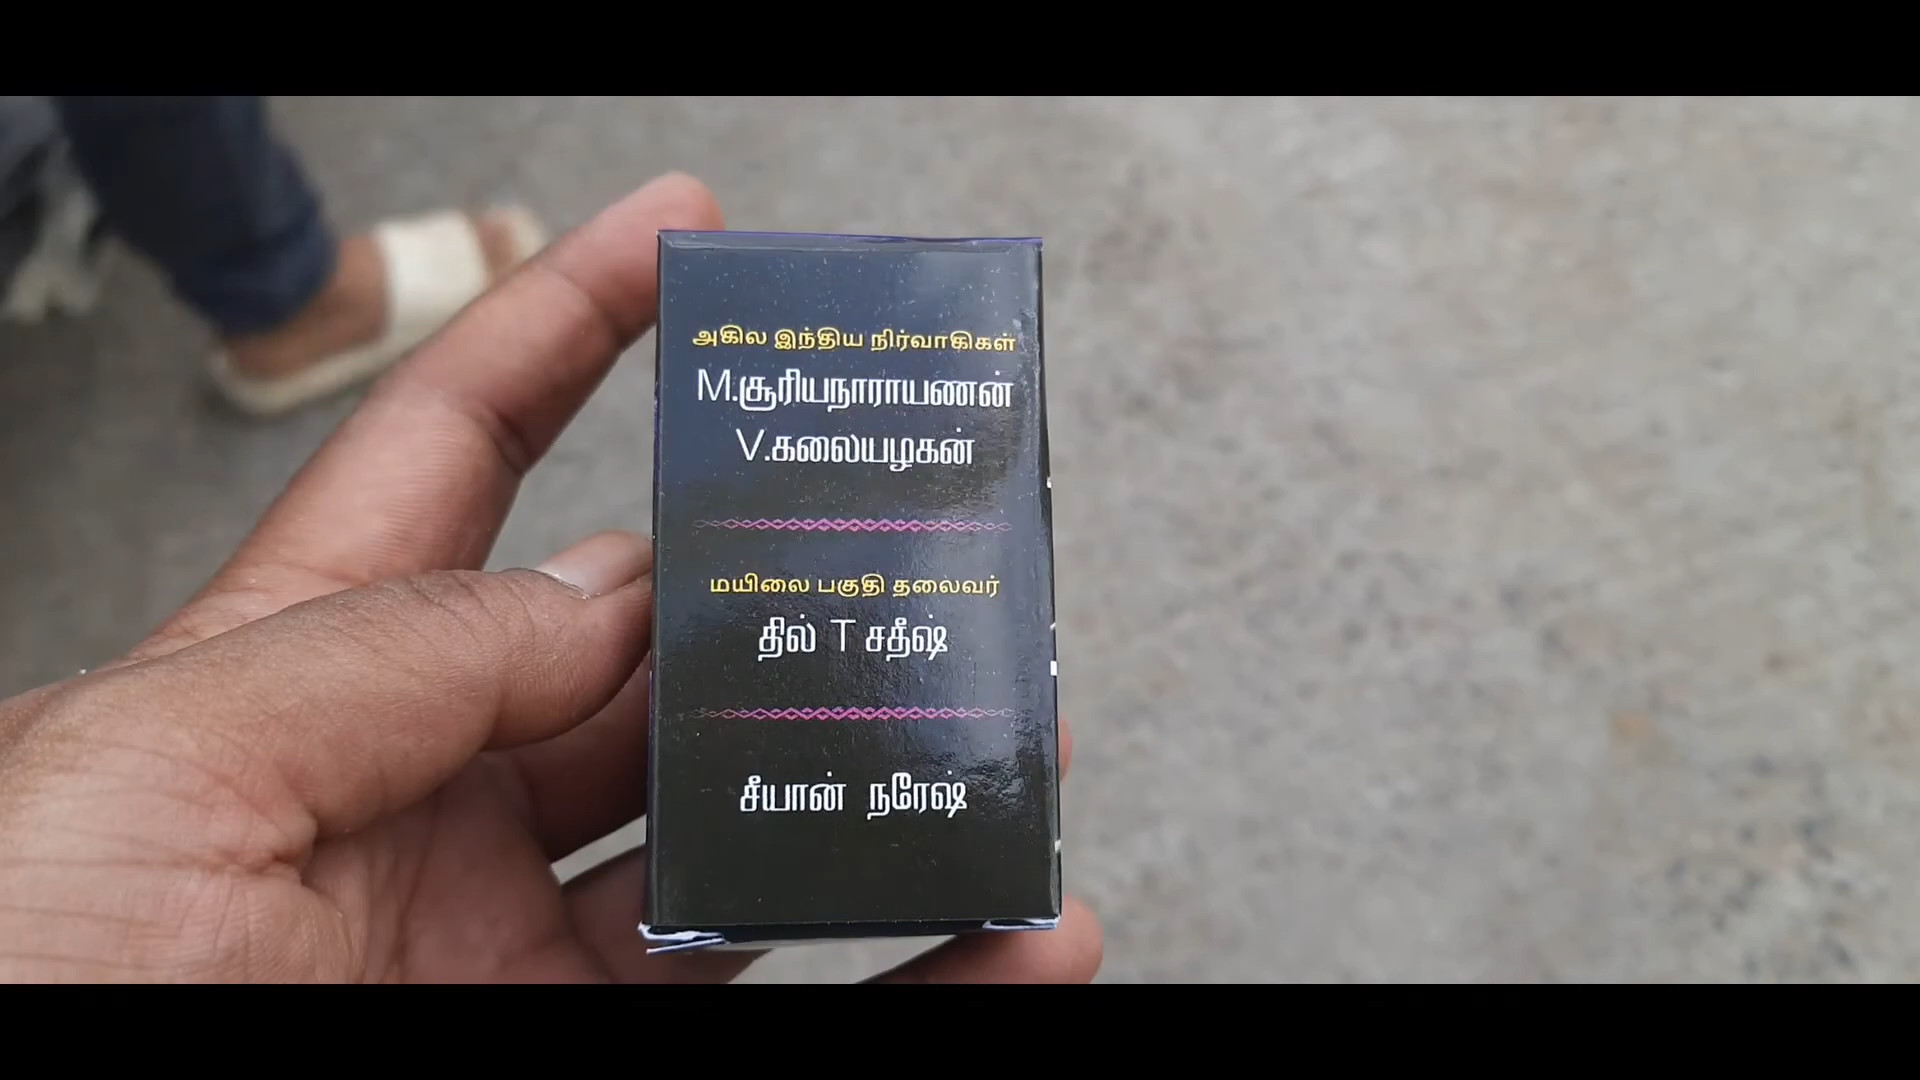 அகில இந்திய நிர்வாகிகள்
M.சூரியநாராயணன்
V.கலையழகன்
மயிலை பகுதி தலைவர்
தில் T சதீஷ்
சீயான் நரேஷ்